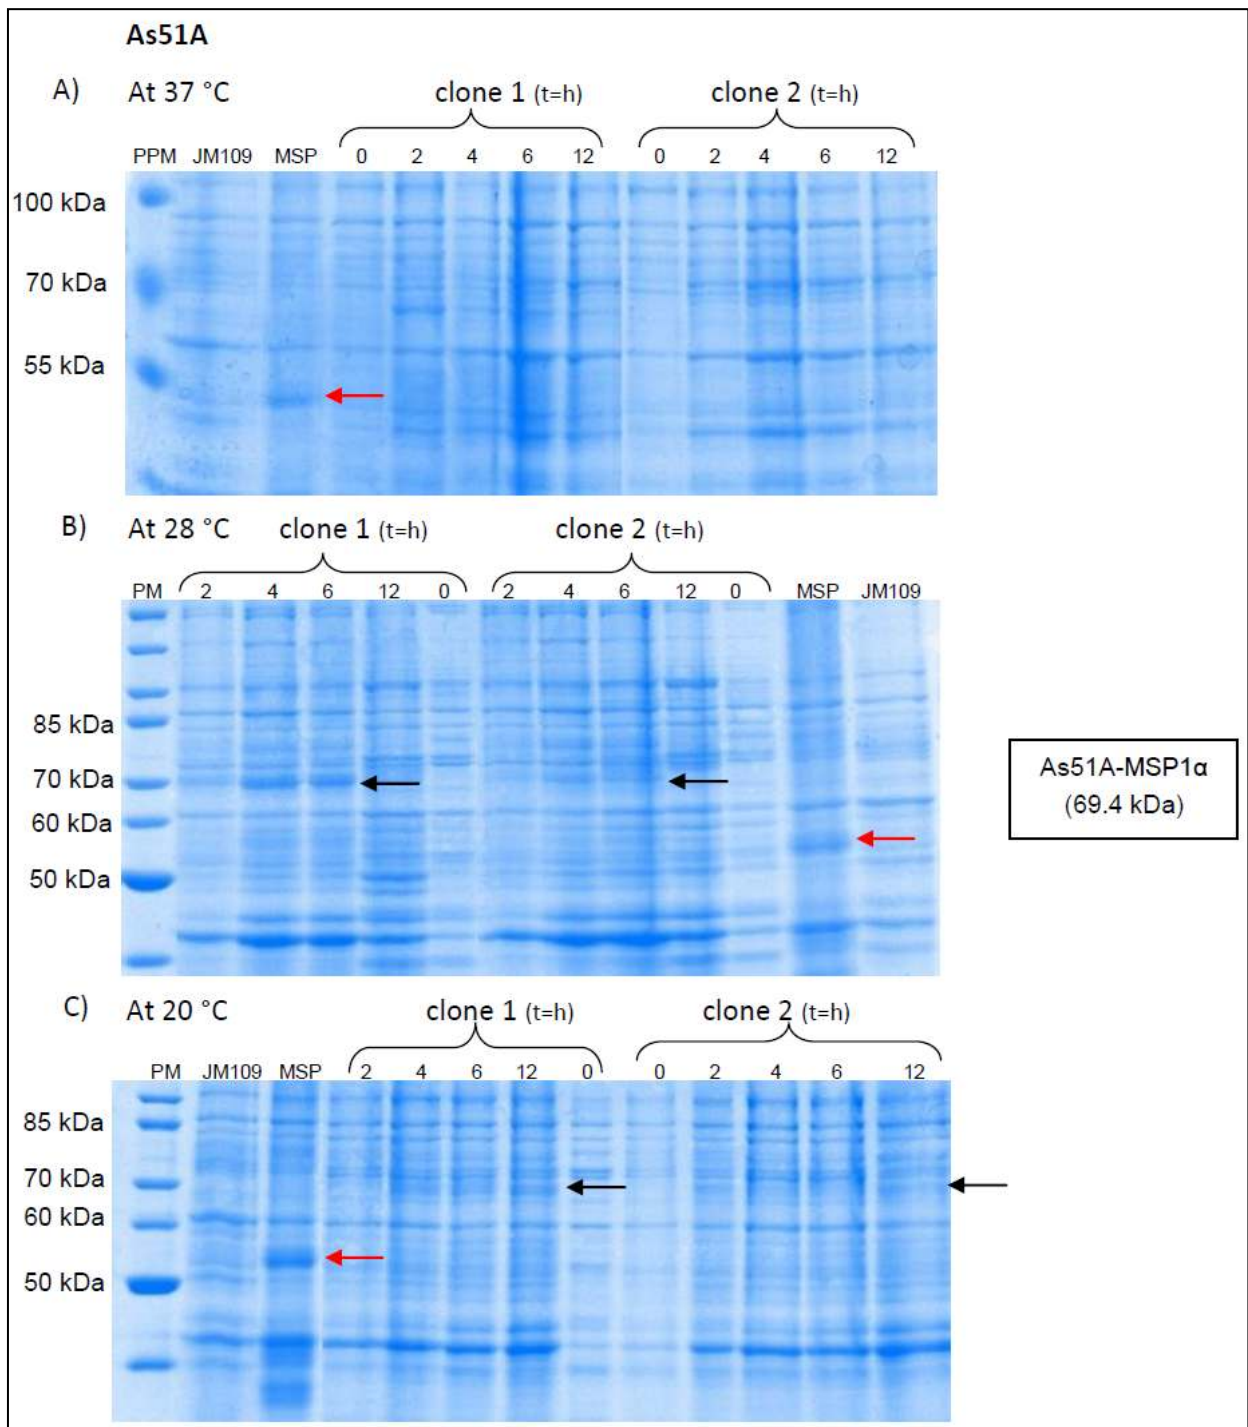 As51A
A) At 37 °C clone 1 (t=h) clone 2 (t=h)
PPM JM109 MSP 0 2 4 6 12 0 2 4 6 12
100 kDa
70 kDa
55 kDa
B) At 28 °C clone 1 (t=h) clone 2 (t=h)
PM 2 4 6 12 0 2 4 6 12 0 MSP JM109
85 kDa
70 kDa
60 kDa
50 kDa
As51A-MSP1α
(69.4 kDa)
C) At 20 °C clone 1 (t=h) clone 2 (t=h)
PM JM109 MSP 2 4 6 12 0 0 2 4 6 12
85 kDa
70 kDa
60 kDa
50 kDa